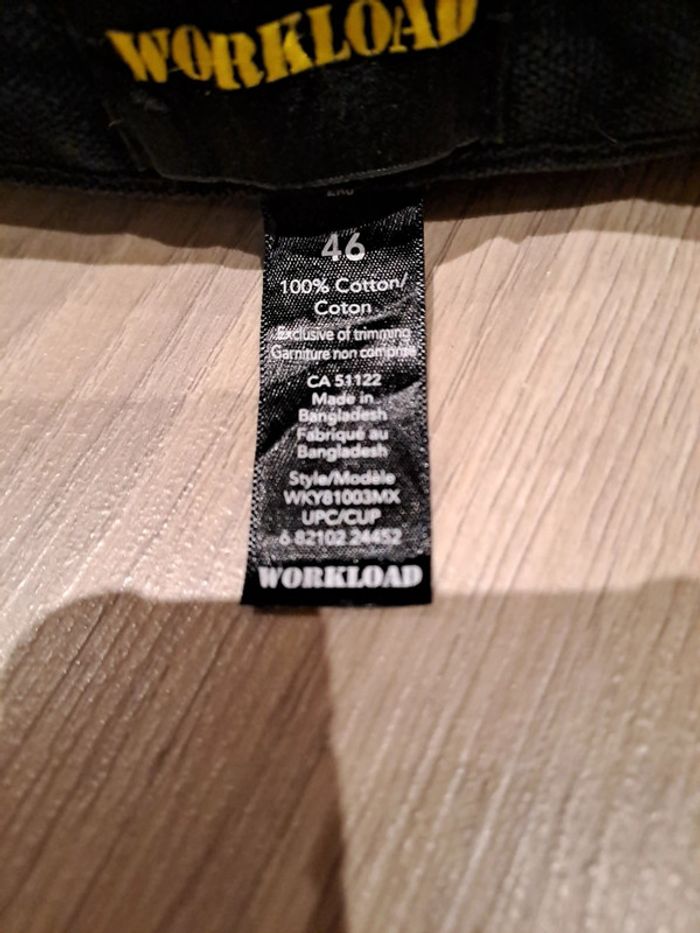 WORKLOAD
46
100% Cotton/
Coton
Exclusive of trimming
Garniture non comprise
CA 51122
Made in
Bangladesh
Fabriqué au
Bangladesh
Style/Modèle
WKY81003MX
UPC/CUP
6 82102 24452
WORKLOAD